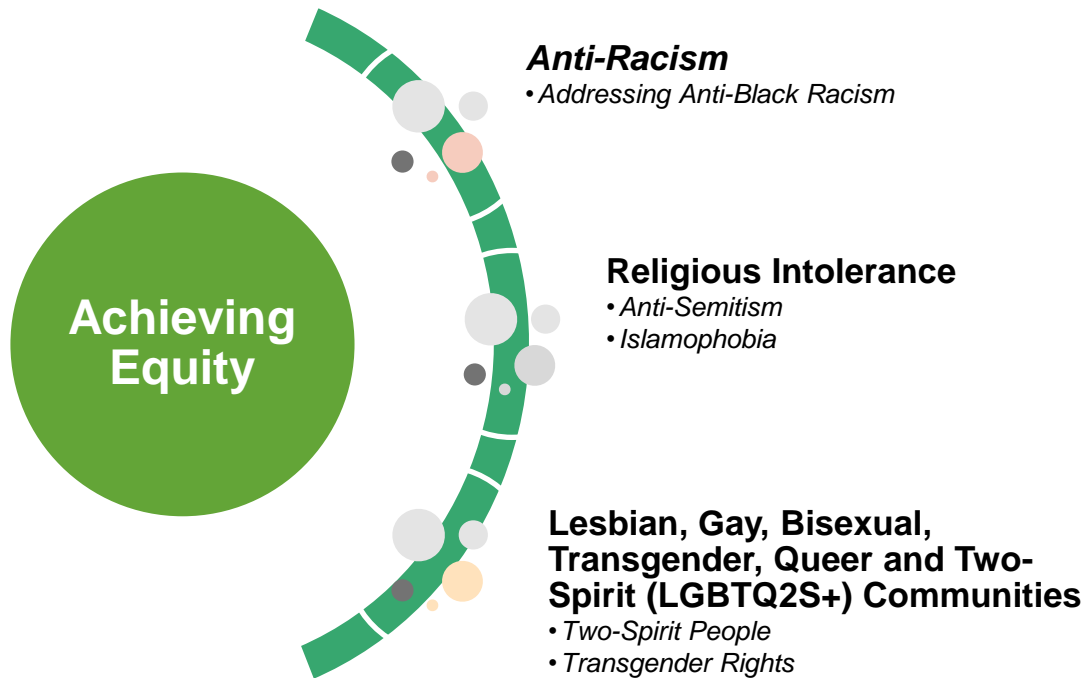 Anti-Racism
• Addressing Anti-Black Racism
Achieving
Equity
Religious Intolerance
• Anti-Semitism
• Islamophobia
Lesbian, Gay, Bisexual,
Transgender, Queer and Two-
Spirit (LGBTQ2S+) Communities
• Two-Spirit People
• Transgender Rights